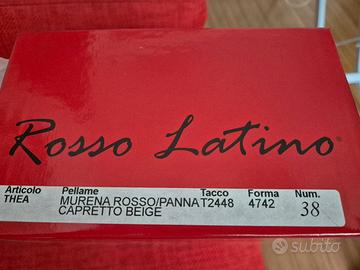 Rosso Latino®
Articolo Pellame Tacco Forma Num.
THEA MURENA ROSSO/PANNA T2448 4742 38
CAPRETTO BEIGE
subito